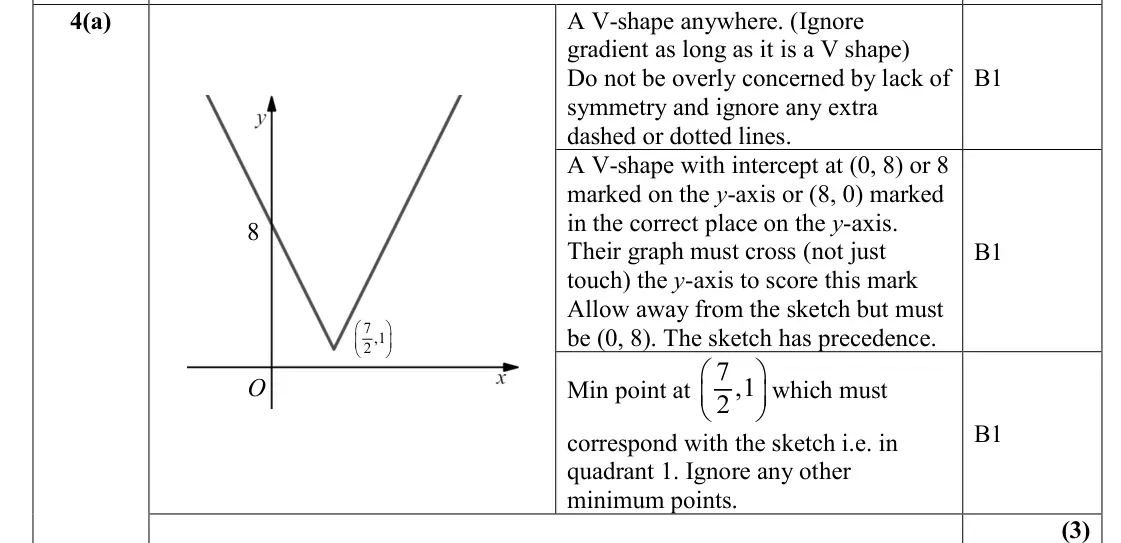 4(a)
A V-shape anywhere. (Ignore
gradient as long as it is a V shape)
Do not be overly concerned by lack of
symmetry and ignore any extra
dashed or dotted lines.
B1
y
8
(7/2,1)
x
O
A V-shape with intercept at (0, 8) or 8
marked on the y-axis or (8, 0) marked
in the correct place on the y-axis.
Their graph must cross (not just
touch) the y-axis to score this mark
Allow away from the sketch but must
be (0, 8). The sketch has precedence.
B1
Min point at (7/2,1) which must
correspond with the sketch i.e. in
quadrant 1. Ignore any other
minimum points.
B1
(3)